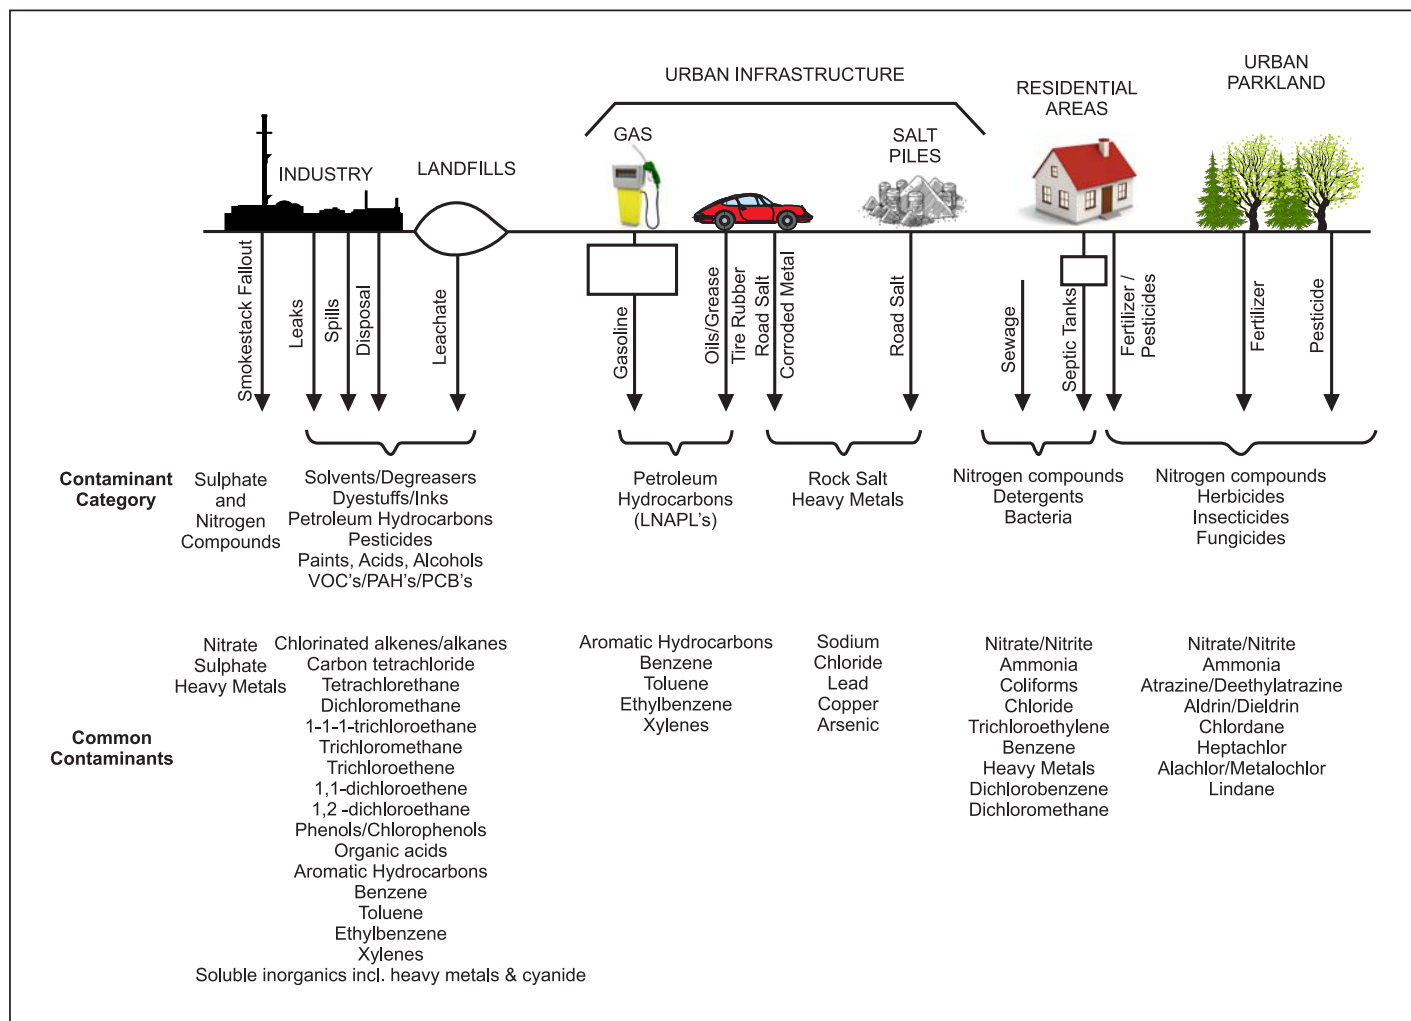 URBAN INFRASTRUCTURE
RESIDENTIAL
AREAS
URBAN
PARKLAND
INDUSTRY
LANDFILLS
GAS
SALT
PILES
Smokestack Fallout
Leaks
Spills
Disposal
Leachate
Gasoline
Oils/Grease
Tire Rubber
Road Salt
Corroded Metal
Road Salt
Sewage
Septic Tanks
Fertilizer /
Pesticides
Fertilizer
Pesticide
Contaminant
Category
Sulphate
and
Nitrogen
Compounds
Solvents/Degreasers
Dyestuffs/Inks
Petroleum Hydrocarbons
Pesticides
Paints, Acids, Alcohols
VOC's/PAH's/PCB's
Petroleum
Hydrocarbons
(LNAPL's)
Rock Salt
Heavy Metals
Nitrogen compounds
Detergents
Bacteria
Nitrogen compounds
Herbicides
Insecticides
Fungicides
Common
Contaminants
Nitrate
Sulphate
Heavy Metals
Chlorinated alkenes/alkanes
Carbon tetrachloride
Tetrachlorethane
Dichloromethane
1-1-1-trichloroethane
Trichloromethane
Trichloroethene
1,1-dichloroethene
1,2 -dichloroethane
Phenols/Chlorophenols
Organic acids
Aromatic Hydrocarbons
Benzene
Toluene
Ethylbenzene
Xylenes
Soluble inorganics incl. heavy metals & cyanide
Aromatic Hydrocarbons
Benzene
Toluene
Ethylbenzene
Xylenes
Sodium
Chloride
Lead
Copper
Arsenic
Nitrate/Nitrite
Ammonia
Coliforms
Chloride
Trichloroethylene
Benzene
Heavy Metals
Dichlorobenzene
Dichloromethane
Nitrate/Nitrite
Ammonia
Atrazine/Deethylatrazine
Aldrin/Dieldrin
Chlordane
Heptachlor
Alachlor/Metalochlor
Lindane